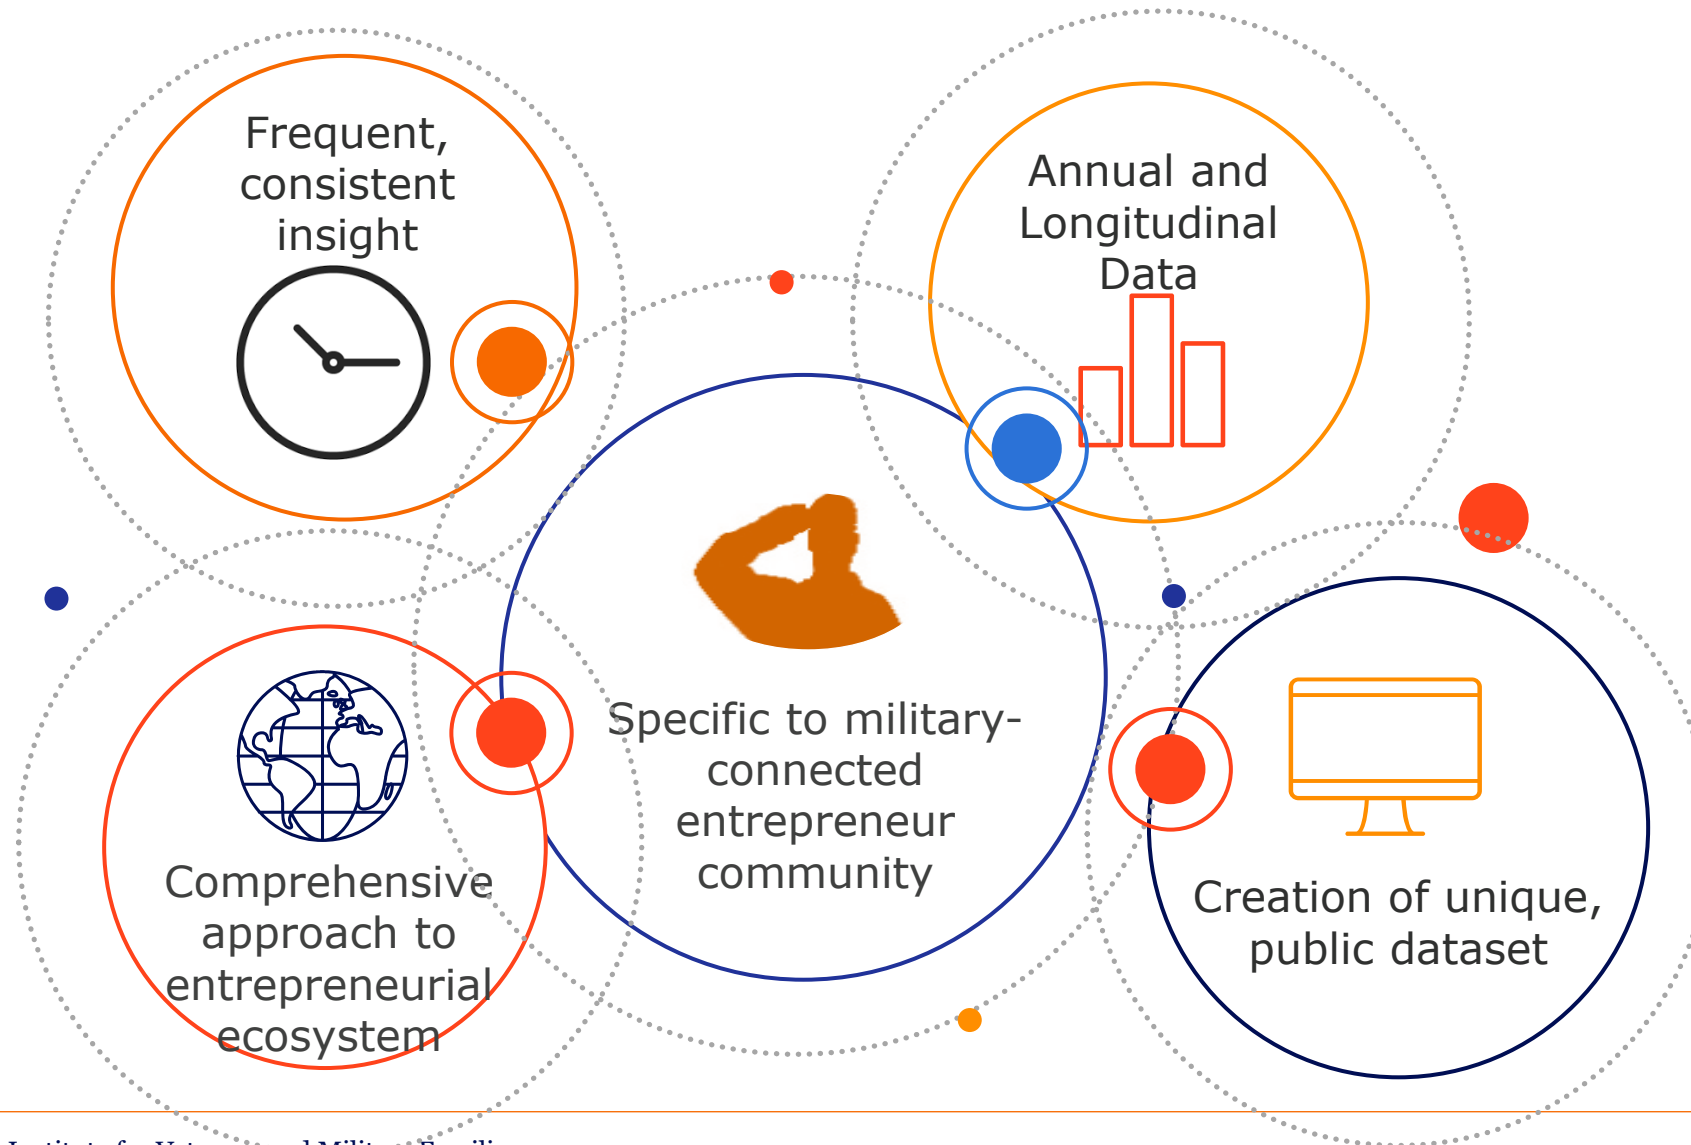 Frequent,
consistent
insight
Annual and
Longitudinal
Data
Specific to military-
connected
entrepreneur
community
Comprehensive
approach to
entrepreneurial
ecosystem
Creation of unique,
public dataset